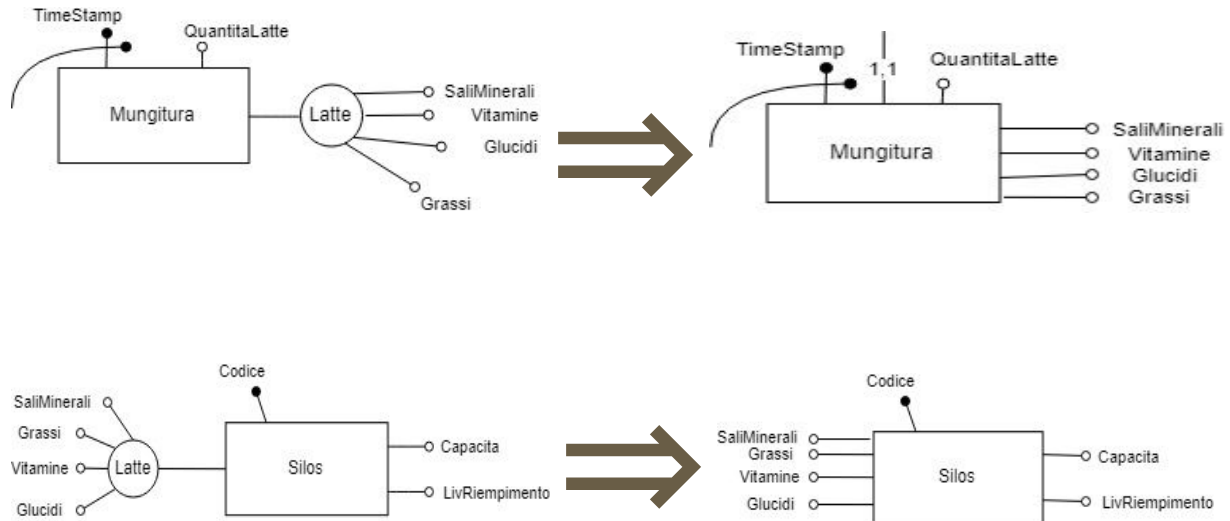 TimeStamp
QuantitaLatte
Mungitura
Latte
SaliMinerali
Vitamine
Glucidi
Grassi
TimeStamp
1,1
QuantitaLatte
Mungitura
SaliMinerali
Vitamine
Glucidi
Grassi
Codice
SaliMinerali
Grassi
Vitamine
Glucidi
Latte
Silos
Capacita
LivRiempimento
Codice
SaliMinerali
Grassi
Vitamine
Glucidi
Silos
Capacita
LivRiempimento